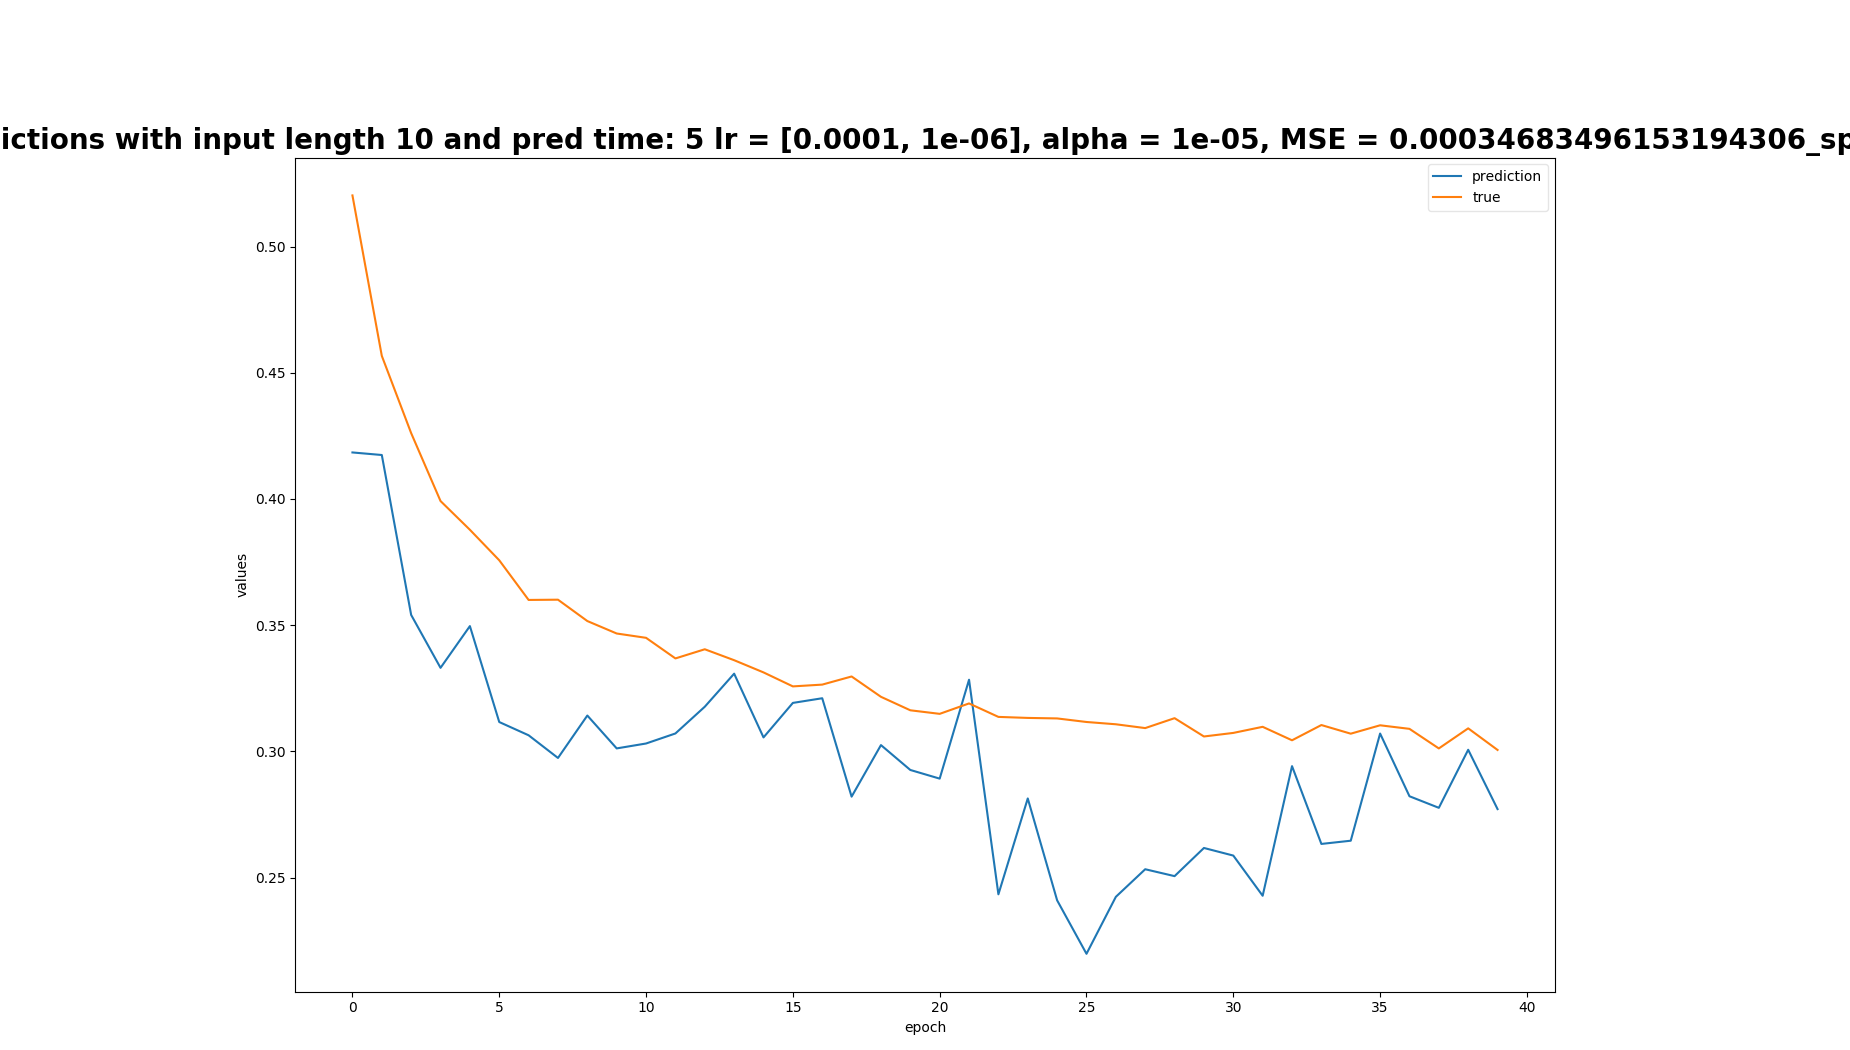 ictions with input length 10 and pred time: 5 lr = [0.0001, 1e-06], alpha = 1e-05, MSE = 0.00034683496153194306_sp
prediction
true
0.50
0.45
0.40
0.35
0.30
0.25
values
0 5 10 15 20 25 30 35 40
epoch